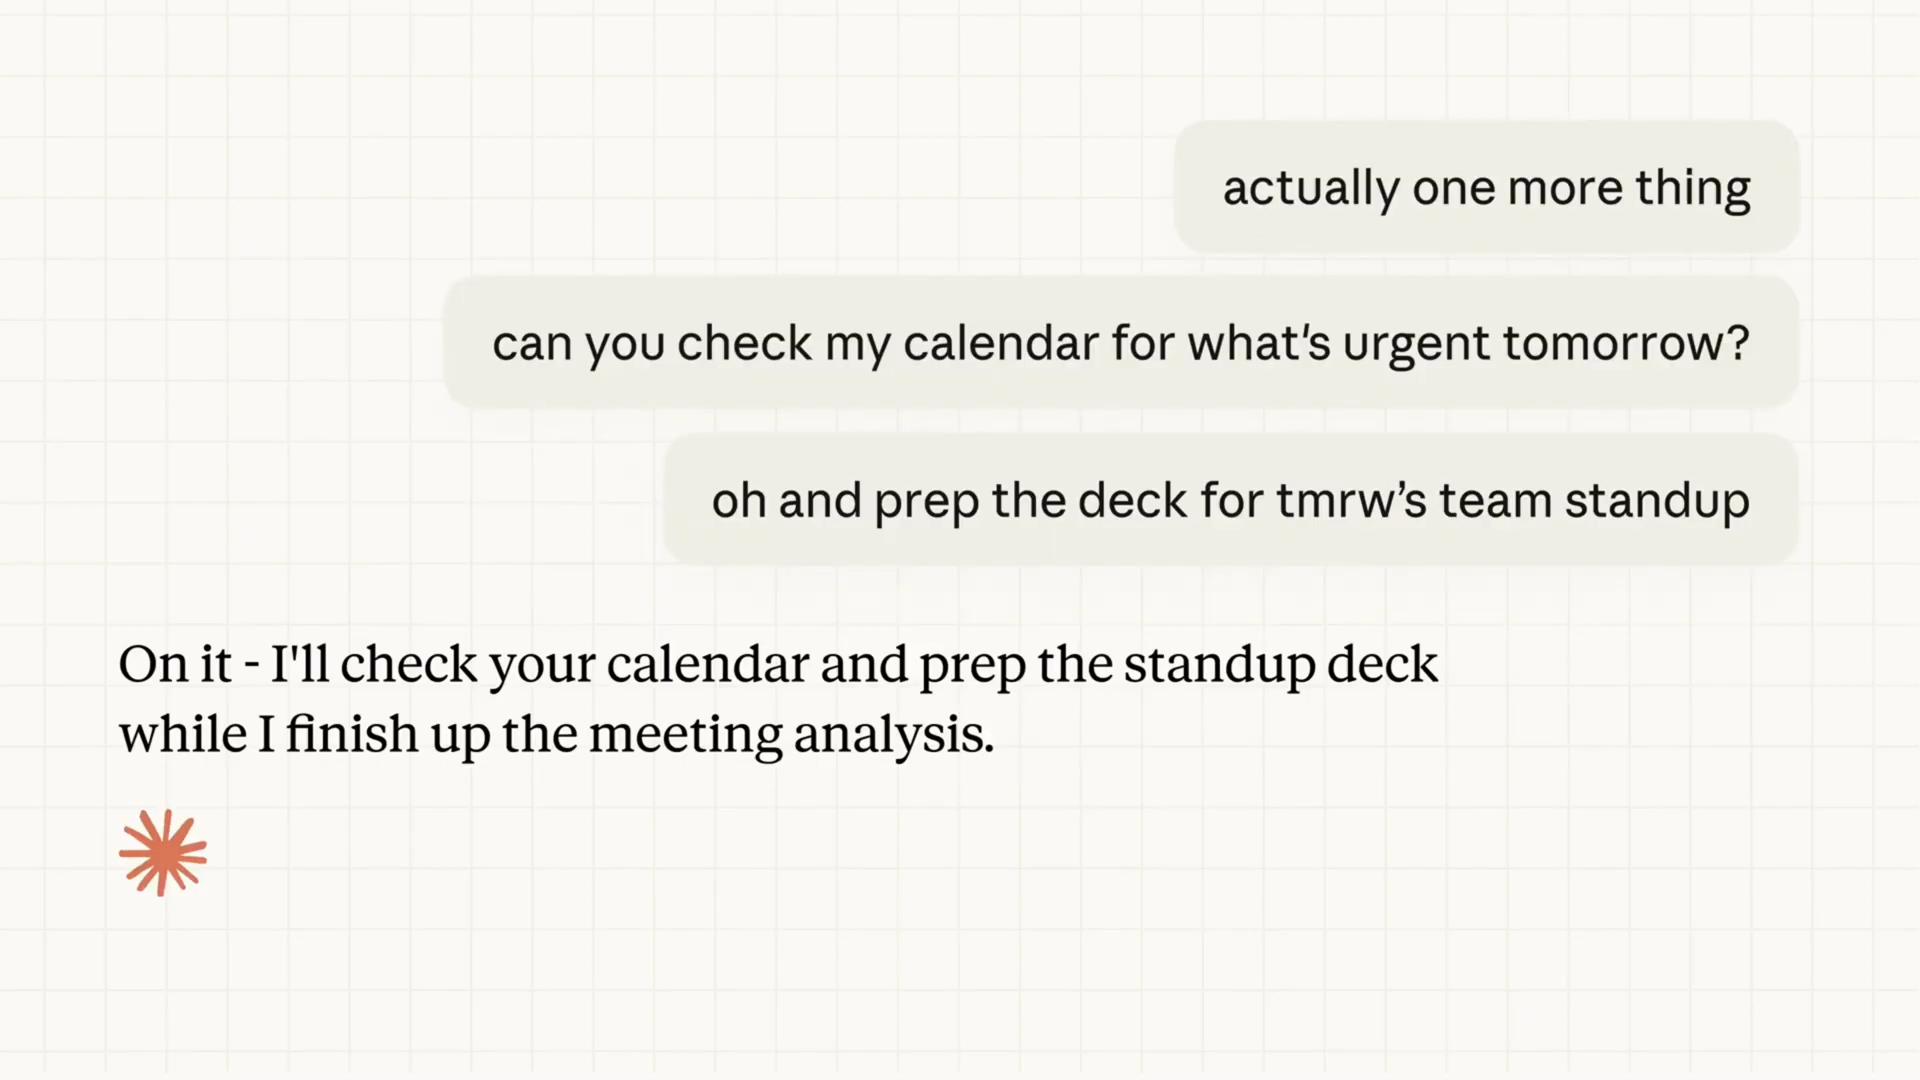 actually one more thing
can you check my calendar for what's urgent tomorrow?
oh and prep the deck for tmrw’s team standup
On it - I'll check your calendar and prep the standup deck
while I finish up the meeting analysis.